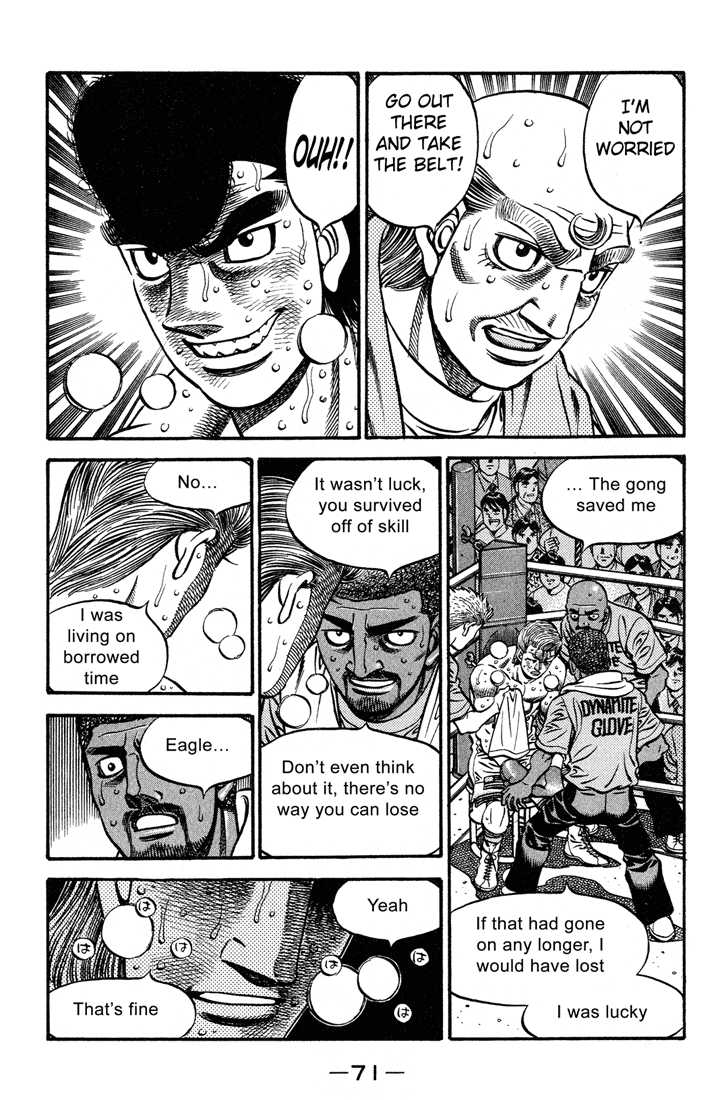 I'M
NOT
WORRIED
GO OUT
THERE
AND TAKE
THE BELT!
OUH!!
... The gong
saved me
DYNAMITE
GLOVE
If that had gone
on any longer, I
would have lost
I was lucky
It wasn't luck,
you survived
off of skill
Don't even think
about it, there's no
way you can lose
No...
I was
living on
borrowed
time
Eagle...
Yeah
That's fine
は
は
は
は
は
—71—